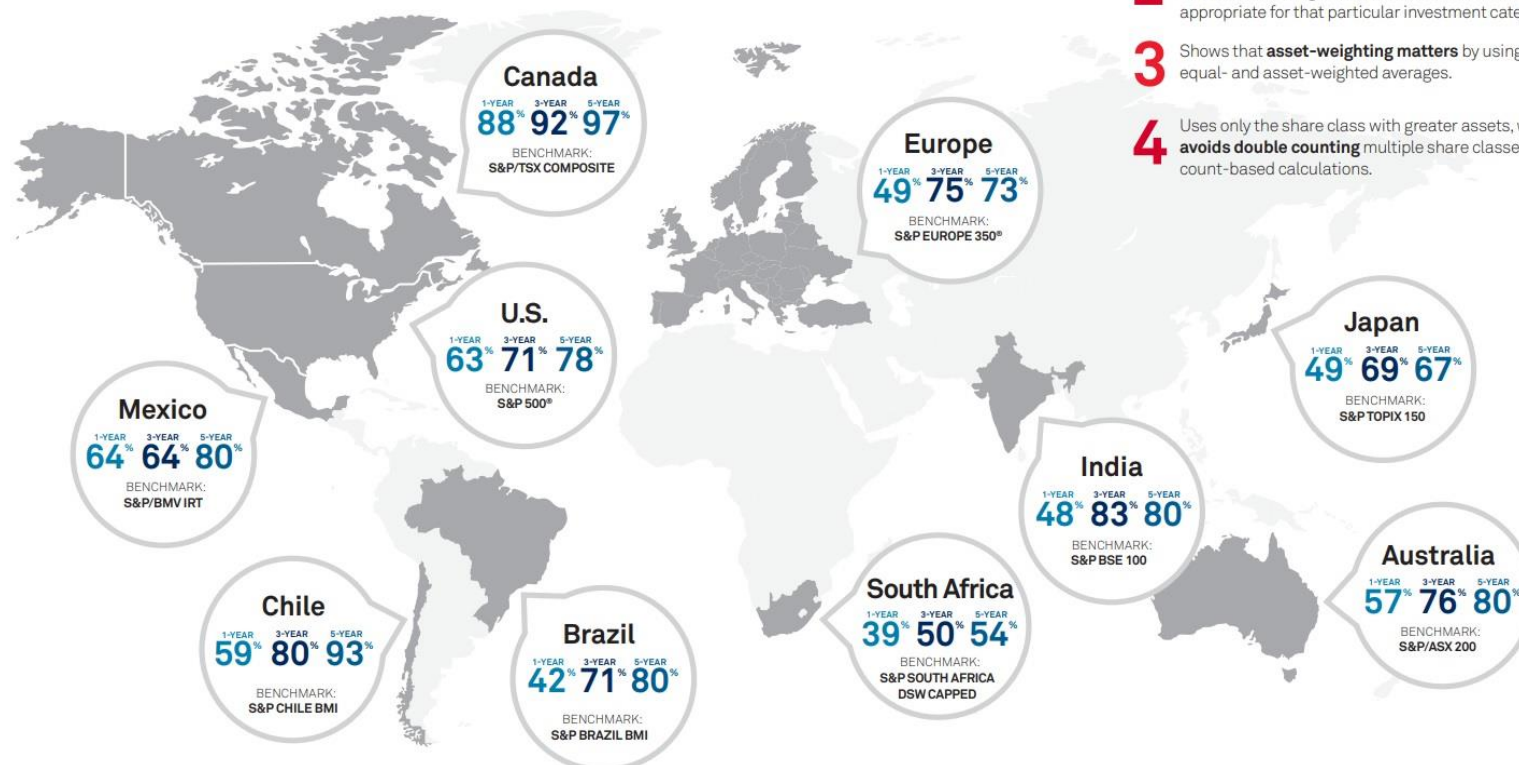 appropriate for that particular investment
3 Shows that asset-weighting matters by using
equal- and asset-weighted averages.
4 Uses only the share class with greater assets,
avoids double counting multiple share classe
count-based calculations.
Canada
1-YEAR 3-YEAR 5-YEAR
88% 92% 97%
BENCHMARK:
S&P/TSX COMPOSITE
Europe
1-YEAR 3-YEAR 5-YEAR
49% 75% 73%
BENCHMARK:
S&P EUROPE 350®
U.S.
1-YEAR 3-YEAR 5-YEAR
63% 71% 78%
BENCHMARK:
S&P 500®
Japan
1-YEAR 3-YEAR 5-YEAR
49% 69% 67%
BENCHMARK:
S&P TOPIX 150
Mexico
1-YEAR 3-YEAR 5-YEAR
64% 64% 80%
BENCHMARK:
S&P/BMV IRT
India
1-YEAR 3-YEAR 5-YEAR
48% 83% 80%
BENCHMARK:
S&P BSE 100
Australia
1-YEAR 3-YEAR 5-YEAR
57% 76% 80%
BENCHMARK:
S&P/ASX 200
Chile
1-YEAR 3-YEAR 5-YEAR
59% 80% 93%
BENCHMARK:
S&P CHILE BMI
Brazil
1-YEAR 3-YEAR 5-YEAR
42% 71% 80%
BENCHMARK:
S&P BRAZIL BMI
South Africa
1-YEAR 3-YEAR 5-YEAR
39% 50% 54%
BENCHMARK:
S&P SOUTH AFRICA
DSW CAPPED